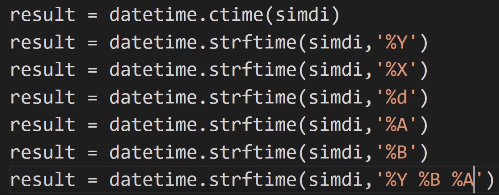 result = datetime.ctime(simdi)
result = datetime.strftime(simdi,'%Y')
result = datetime.strftime(simdi,'%X')
result = datetime.strftime(simdi,'%d')
result = datetime.strftime(simdi,'%A')
result = datetime.strftime(simdi,'%B')
result = datetime.strftime(simdi,'%Y %B %A')